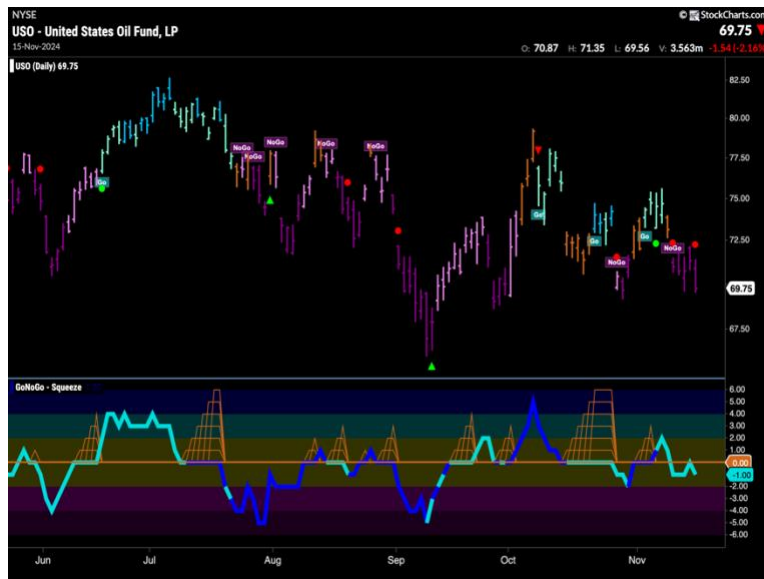 NYSE
© StockCharts.com
USO - United States Oil Fund, LP
69.75
15-Nov-2024
O: 70.87 H: 71.35 L: 69.56 V: 3.563m -1.54 (-2.16%)
USO (Daily) 69.75
82.50
80.00
77.50
75.00
72.50
69.75
67.50
NoGo
NoGo
NoGo
NoGo
NoGo
Go
Go
Go
Go
NoGo
NoGo
GoNoGo - Squeeze
6.00
5.00
4.00
3.00
2.00
1.00
0.00
-1.00
-2.00
-3.00
-4.00
-5.00
-6.00
Jun Jul Aug Sep Oct Nov